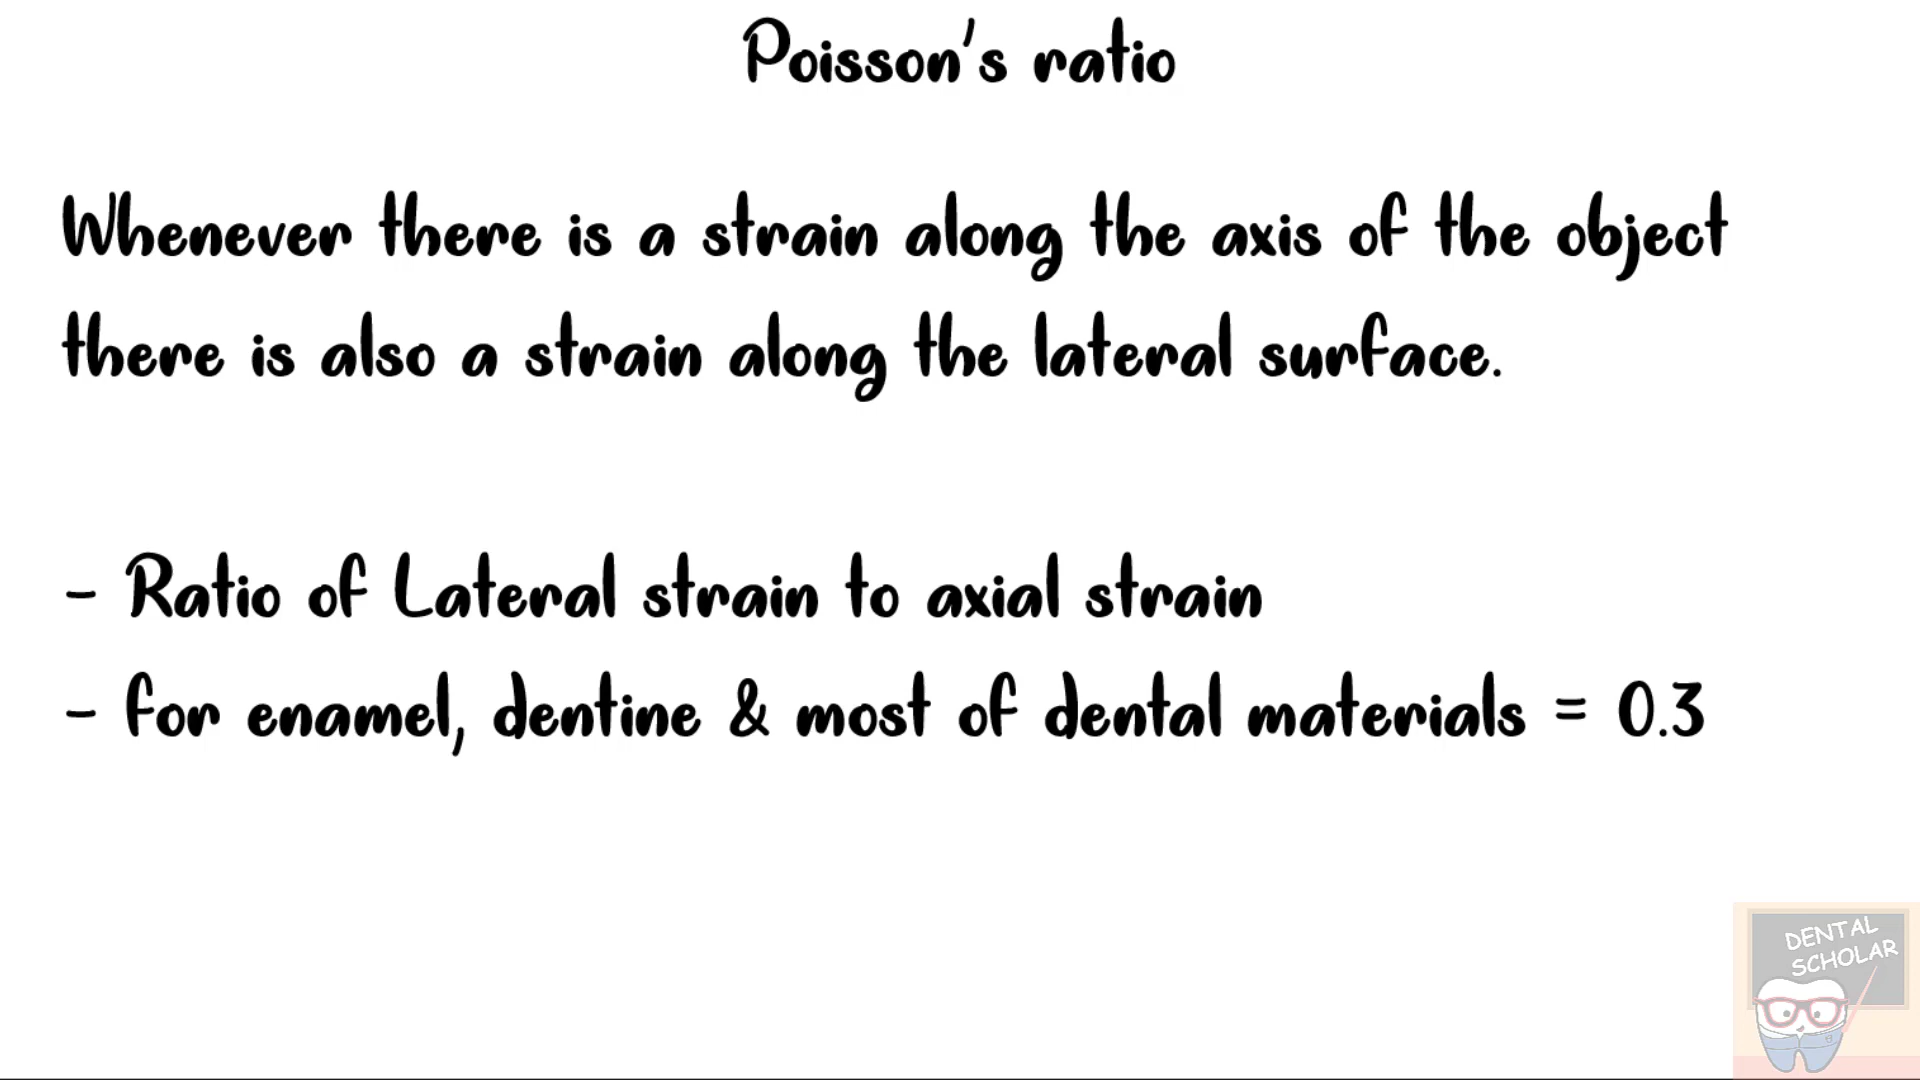 Poisson's ratio
Whenever there is a strain along the axis of the object
there is also a strain along the lateral surface.
- Ratio of Lateral strain to axial strain
- for enamel, dentine & most of dental materials = 0.3
DENTAL
SCHOLAR